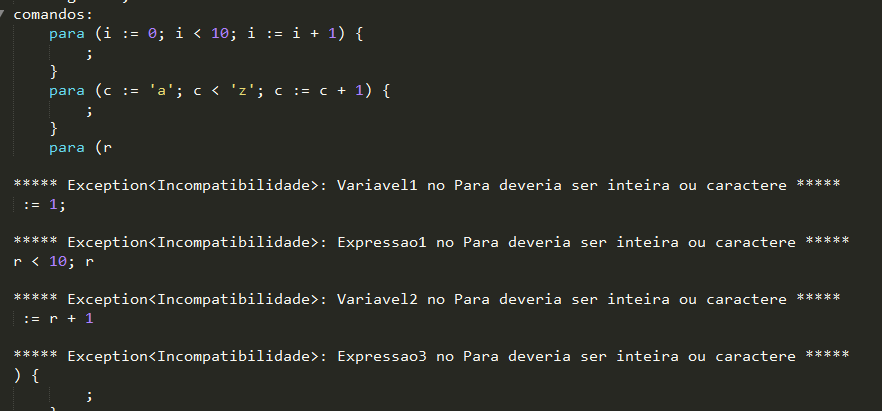 comandos:
para (i := 0; i < 10; i := i + 1) {
;
}
para (c := 'a'; c < 'z'; c := c + 1) {
;
}
para (r
***** Exception<Incompatibilidade>: Variavel1 no Para deveria ser inteira ou caractere *****
:= 1;
***** Exception<Incompatibilidade>: Expressao1 no Para deveria ser inteira ou caractere *****
r < 10; r
***** Exception<Incompatibilidade>: Variavel2 no Para deveria ser inteira ou caractere *****
:= r + 1
***** Exception<Incompatibilidade>: Expressao3 no Para deveria ser inteira ou caractere *****
) {
;